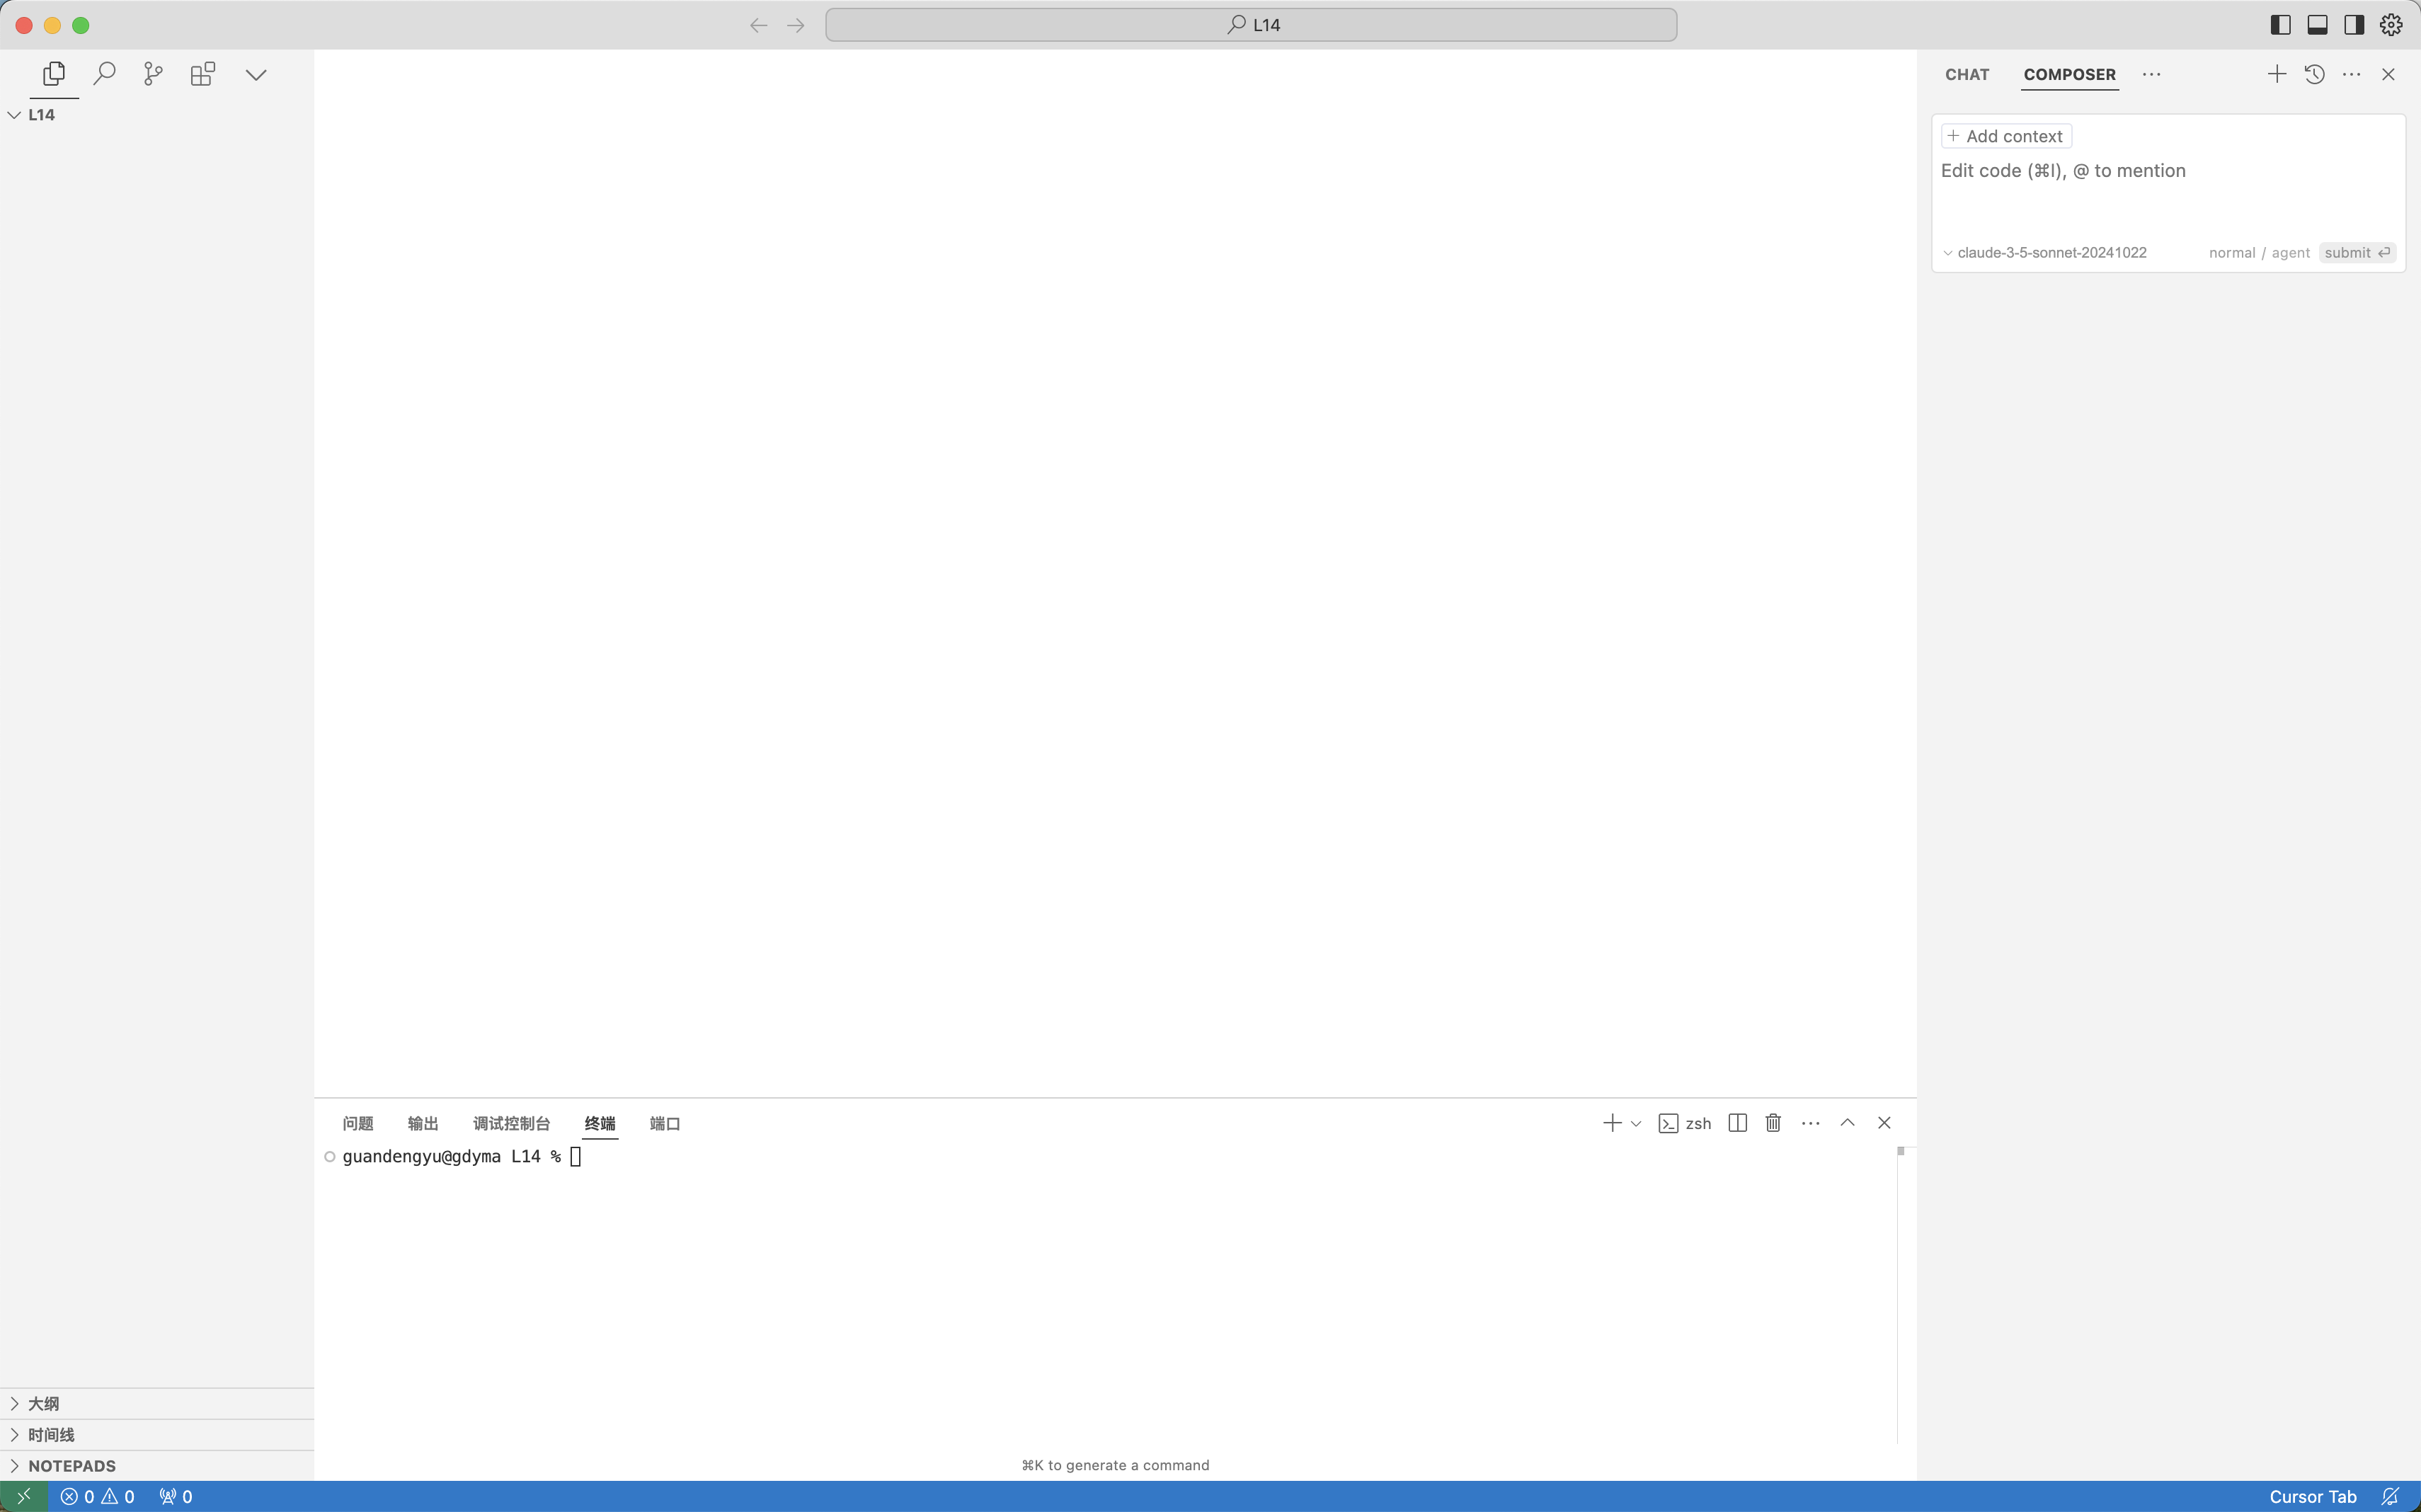 L14
L14
CHAT COMPOSER
Add context
Edit code (⌘I), @ to mention
claude-3-5-sonnet-20241022 normal / agent submit
问题 输出 调试控制台 终端 端口 zsh
guandengyu@gdyma L14 %
⌘K to generate a command
大纲
时间线
NOTEPADS
0 0 0 Cursor Tab